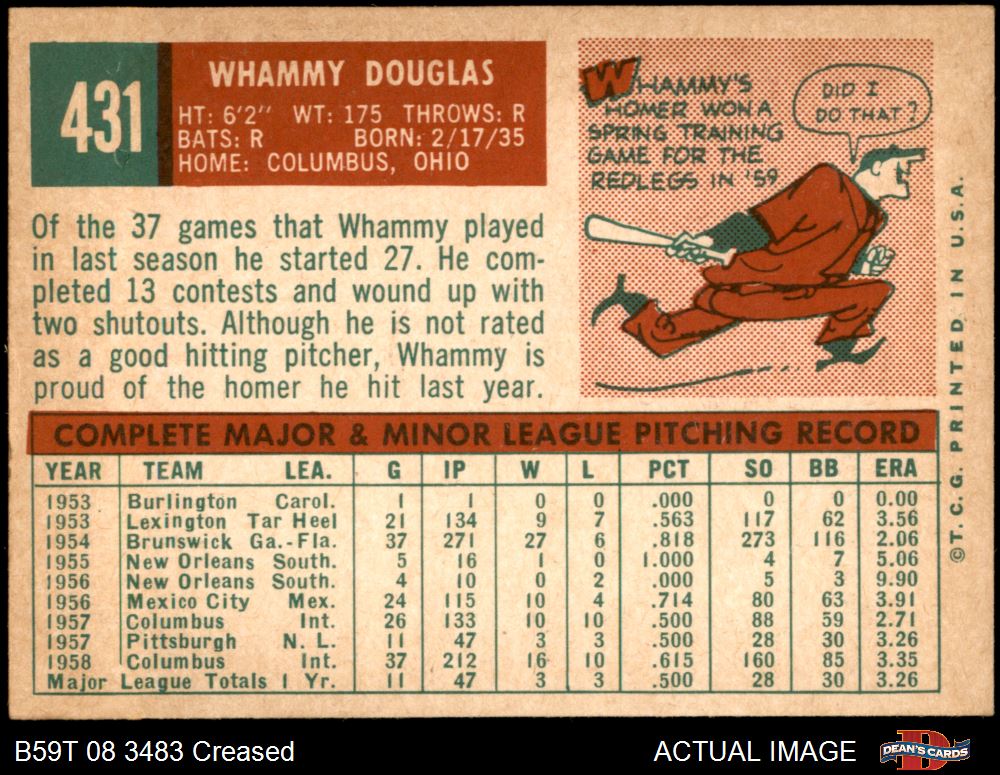 431
WHAMMY DOUGLAS
HT: 6'2" WT: 175 THROWS: R
BATS: R BORN: 2/17/35
HOME: COLUMBUS, OHIO
WHAMMY'S
HOMER WON A
SPRING TRAINING
GAME FOR THE
REDLEGS IN '59
DID I
DO THAT?
Of the 37 games that Whammy played
in last season he started 27. He com-
pleted 13 contests and wound up with
two shutouts. Although he is not rated
as a good hitting pitcher, Whammy is
proud of the homer he hit last year.
COMPLETE MAJOR & MINOR LEAGUE PITCHING RECORD
YEAR TEAM LEA. G IP W L PCT SO BB ERA
1953 Burlington Carol. 1 1 0 0 .000 0 0 0.00
1953 Lexington Tar Heel 21 134 9 7 .563 117 62 3.56
1954 Brunswick Ga.-Fla. 37 271 27 6 .818 273 116 2.06
1955 New Orleans South. 5 16 1 0 1.000 4 7 5.06
1956 New Orleans South. 4 10 0 2 .000 5 3 9.90
1956 Mexico City Mex. 24 115 10 4 .714 80 63 3.91
1957 Columbus Int. 26 133 10 10 .500 88 59 2.71
1957 Pittsburgh N. L. 11 47 3 3 .500 28 30 3.26
1958 Columbus Int. 37 212 16 10 .615 160 85 3.35
Major League Totals 1 Yr. 11 47 3 3 .500 28 30 3.26
©T. C. G. PRINTED IN U.S.A.
B59T 08 3483 Creased
ACTUAL IMAGE
D
DEAN'S CARDS